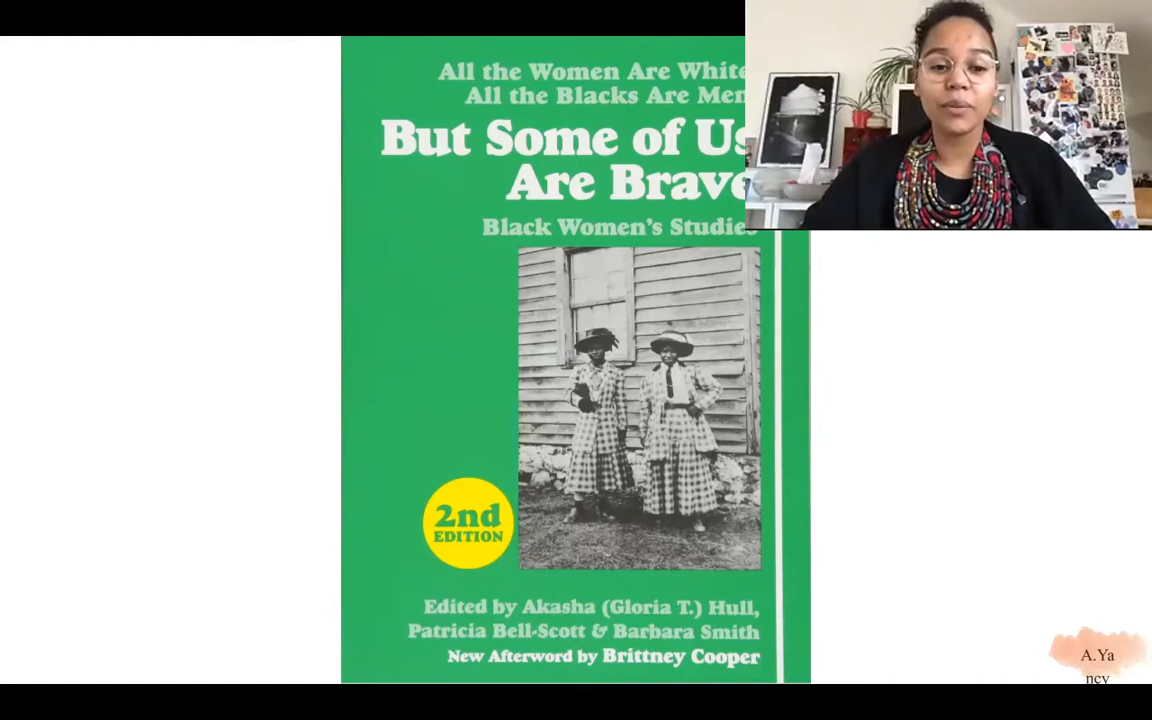 All the Women Are White
All the Blacks Are Men
But Some of Us
Are Brave
Black Women's Studies
2nd
EDITION
Edited by Akasha (Gloria T.) Hull,
Patricia Bell-Scott & Barbara Smith
New Afterword by Brittney Cooper
A.Ya
ncy